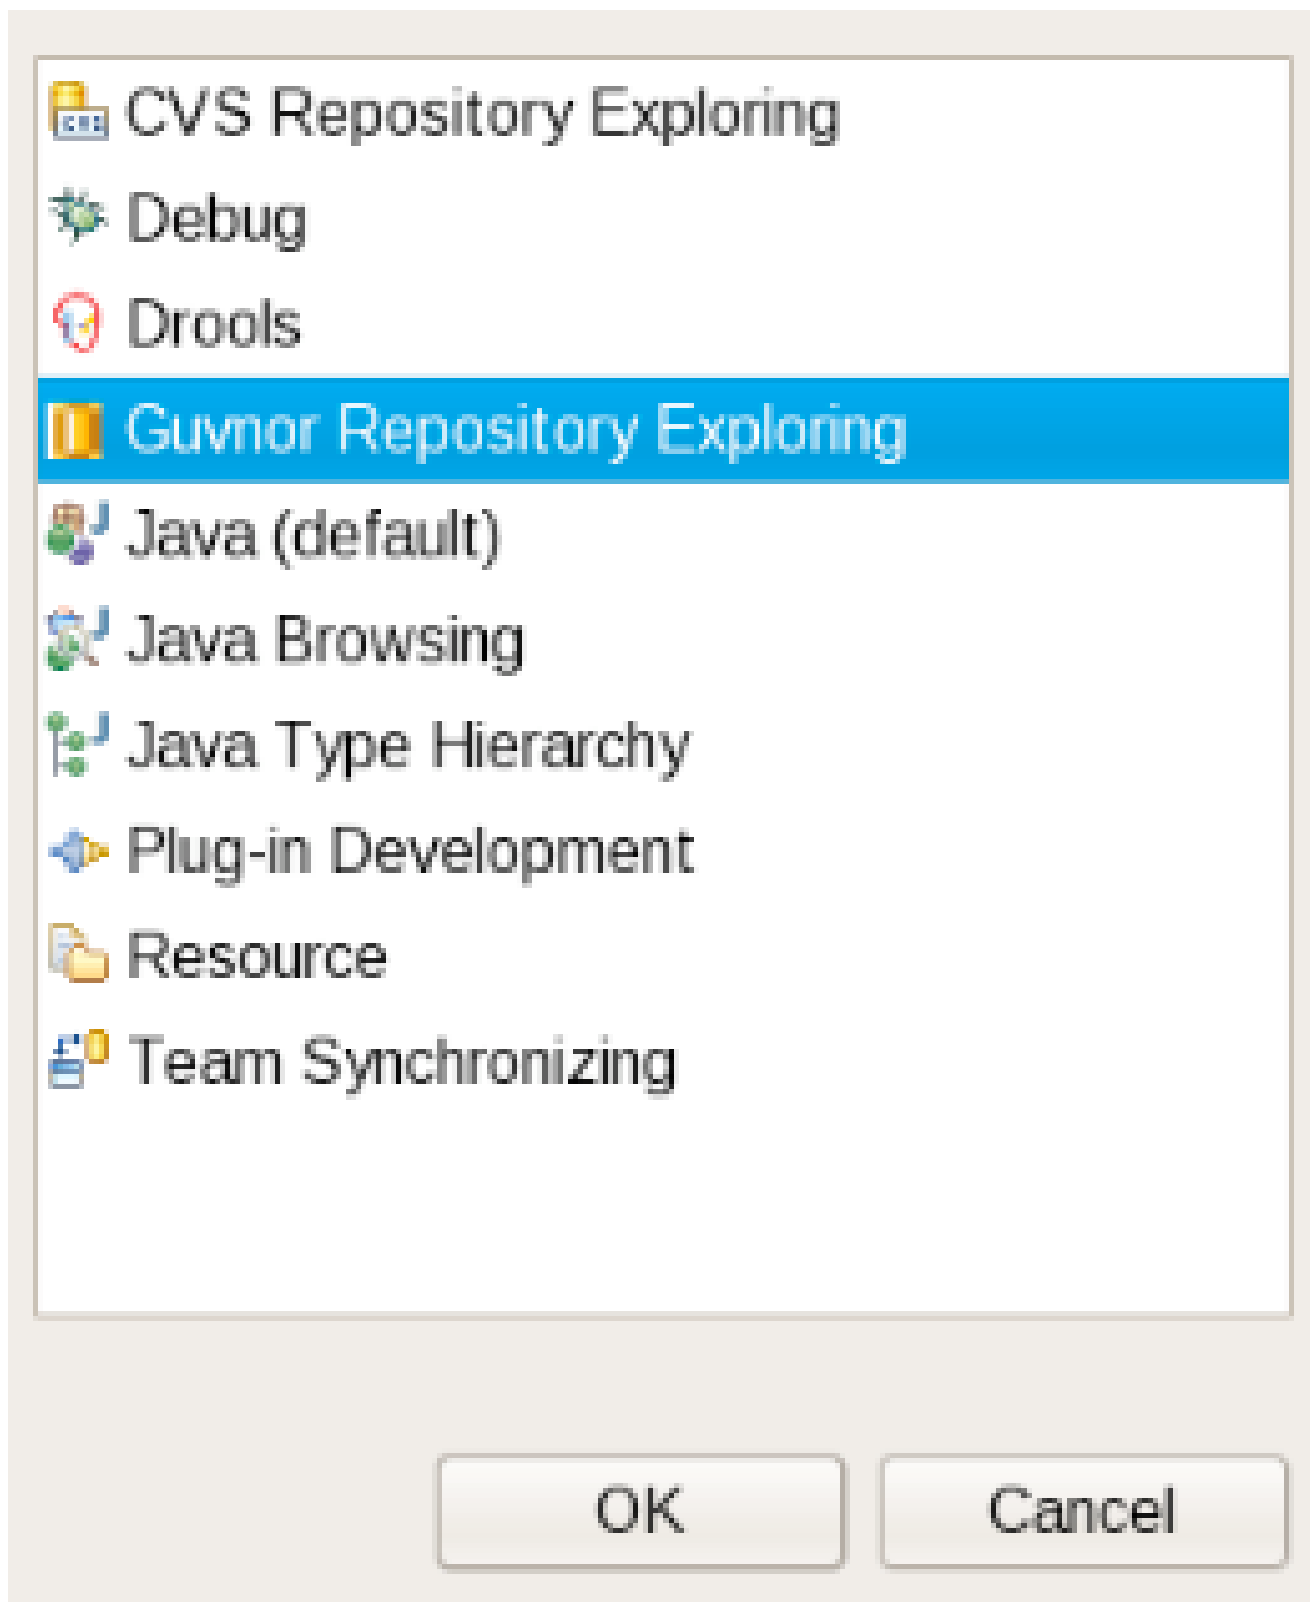 CVS Repository Exploring
Debug
Drools
Guvnor Repository Exploring
Java (default)
Java Browsing
Java Type Hierarchy
Plug-in Development
Resource
Team Synchronizing
OK Cancel